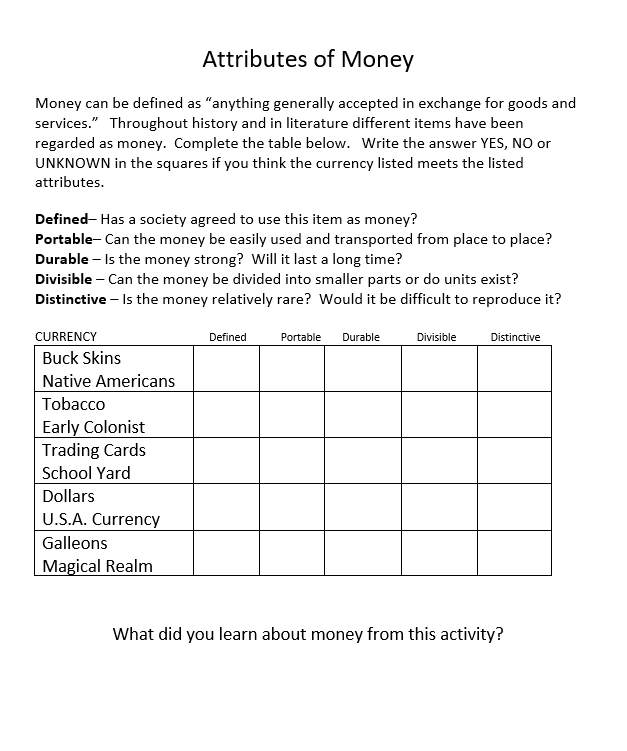 Attributes of Money
Money can be defined as “anything generally accepted in exchange for goods and
services.”   Throughout history and in literature different items have been
regarded as money.  Complete the table below.   Write the answer YES, NO or
UNKNOWN in the squares if you think the currency listed meets the listed
attributes.
Defined– Has a society agreed to use this item as money?
Portable– Can the money be easily used and transported from place to place?
Durable – Is the money strong?  Will it last a long time?
Divisible – Can the money be divided into smaller parts or do units exist?
Distinctive – Is the money relatively rare?  Would it be difficult to reproduce it?
CURRENCY Defined Portable Durable Divisible Distinctive
Buck Skins
Native Americans
Tobacco
Early Colonist
Trading Cards
School Yard
Dollars
U.S.A. Currency
Galleons
Magical Realm
What did you learn about money from this activity?